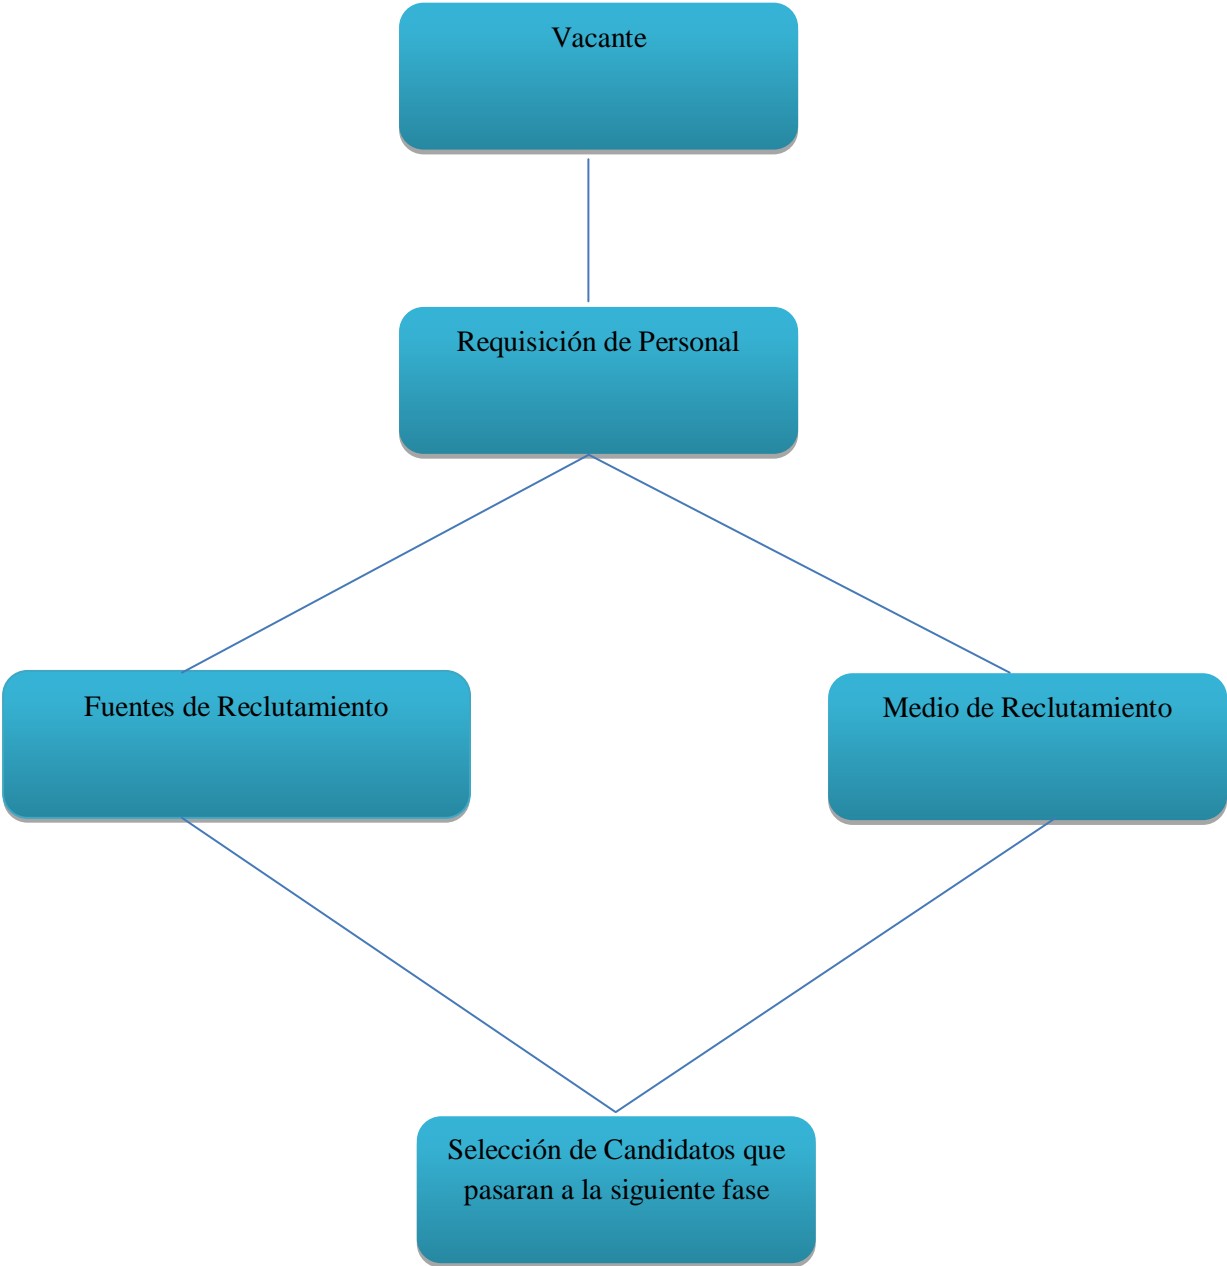 Vacante
Requisición de Personal
Fuentes de Reclutamiento
Medio de Reclutamiento
Selección de Candidatos que
pasaran a la siguiente fase